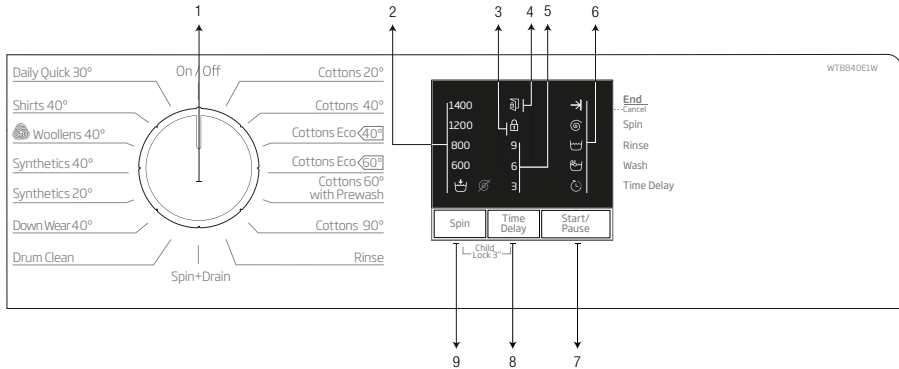 1 2 3 4 5 6
WTB840E1W
On / Off
Daily Quick 30°
Shirts 40°
Woollens 40°
Synthetics 40°
Synthetics 20°
Down Wear 40°
Drum Clean
Spin+Drain
Cottons 20°
Cottons 40°
Cottons Eco 40°
Cottons Eco 60°
Cottons 60°
with Prewash
Cottons 90°
Rinse
1400
1200
800
600
9
6
3
End
Cancel
Spin
Rinse
Wash
Time Delay
Spin
Time
Delay
Start/
Pause
Child
Lock 3"
9 8 7